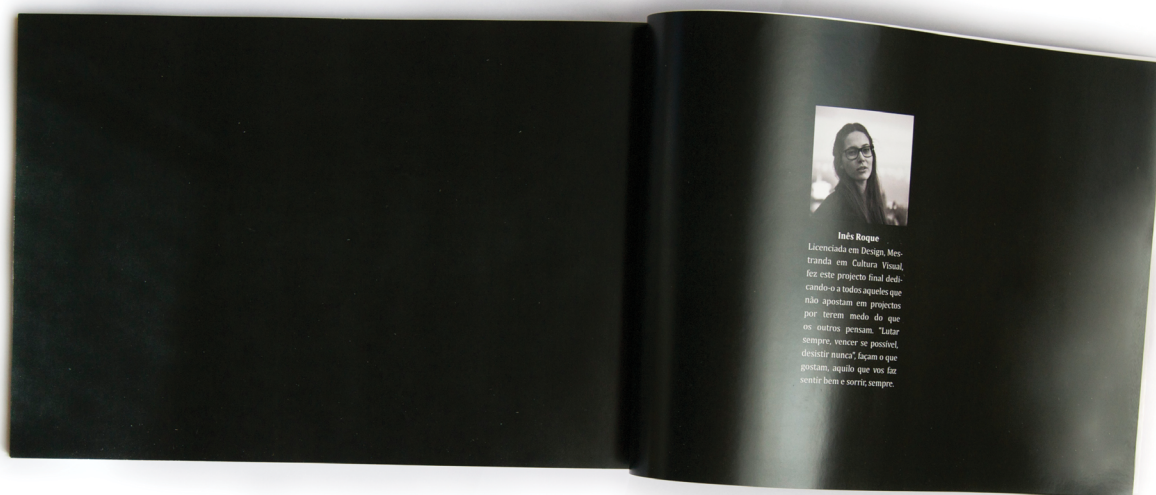 Inês Roque
Licenciada em Design, Mes-
tranda em Cultura Visual,
fez este projecto final dedi-
cando-o a todos aqueles que
não apostam em projectos
por terem medo do que
os outros pensam. "Lutar
sempre, vencer se possível,
desistir nunca", façam o que
gostam, aquilo que vos faz
sentir bem e sorrir, sempre.